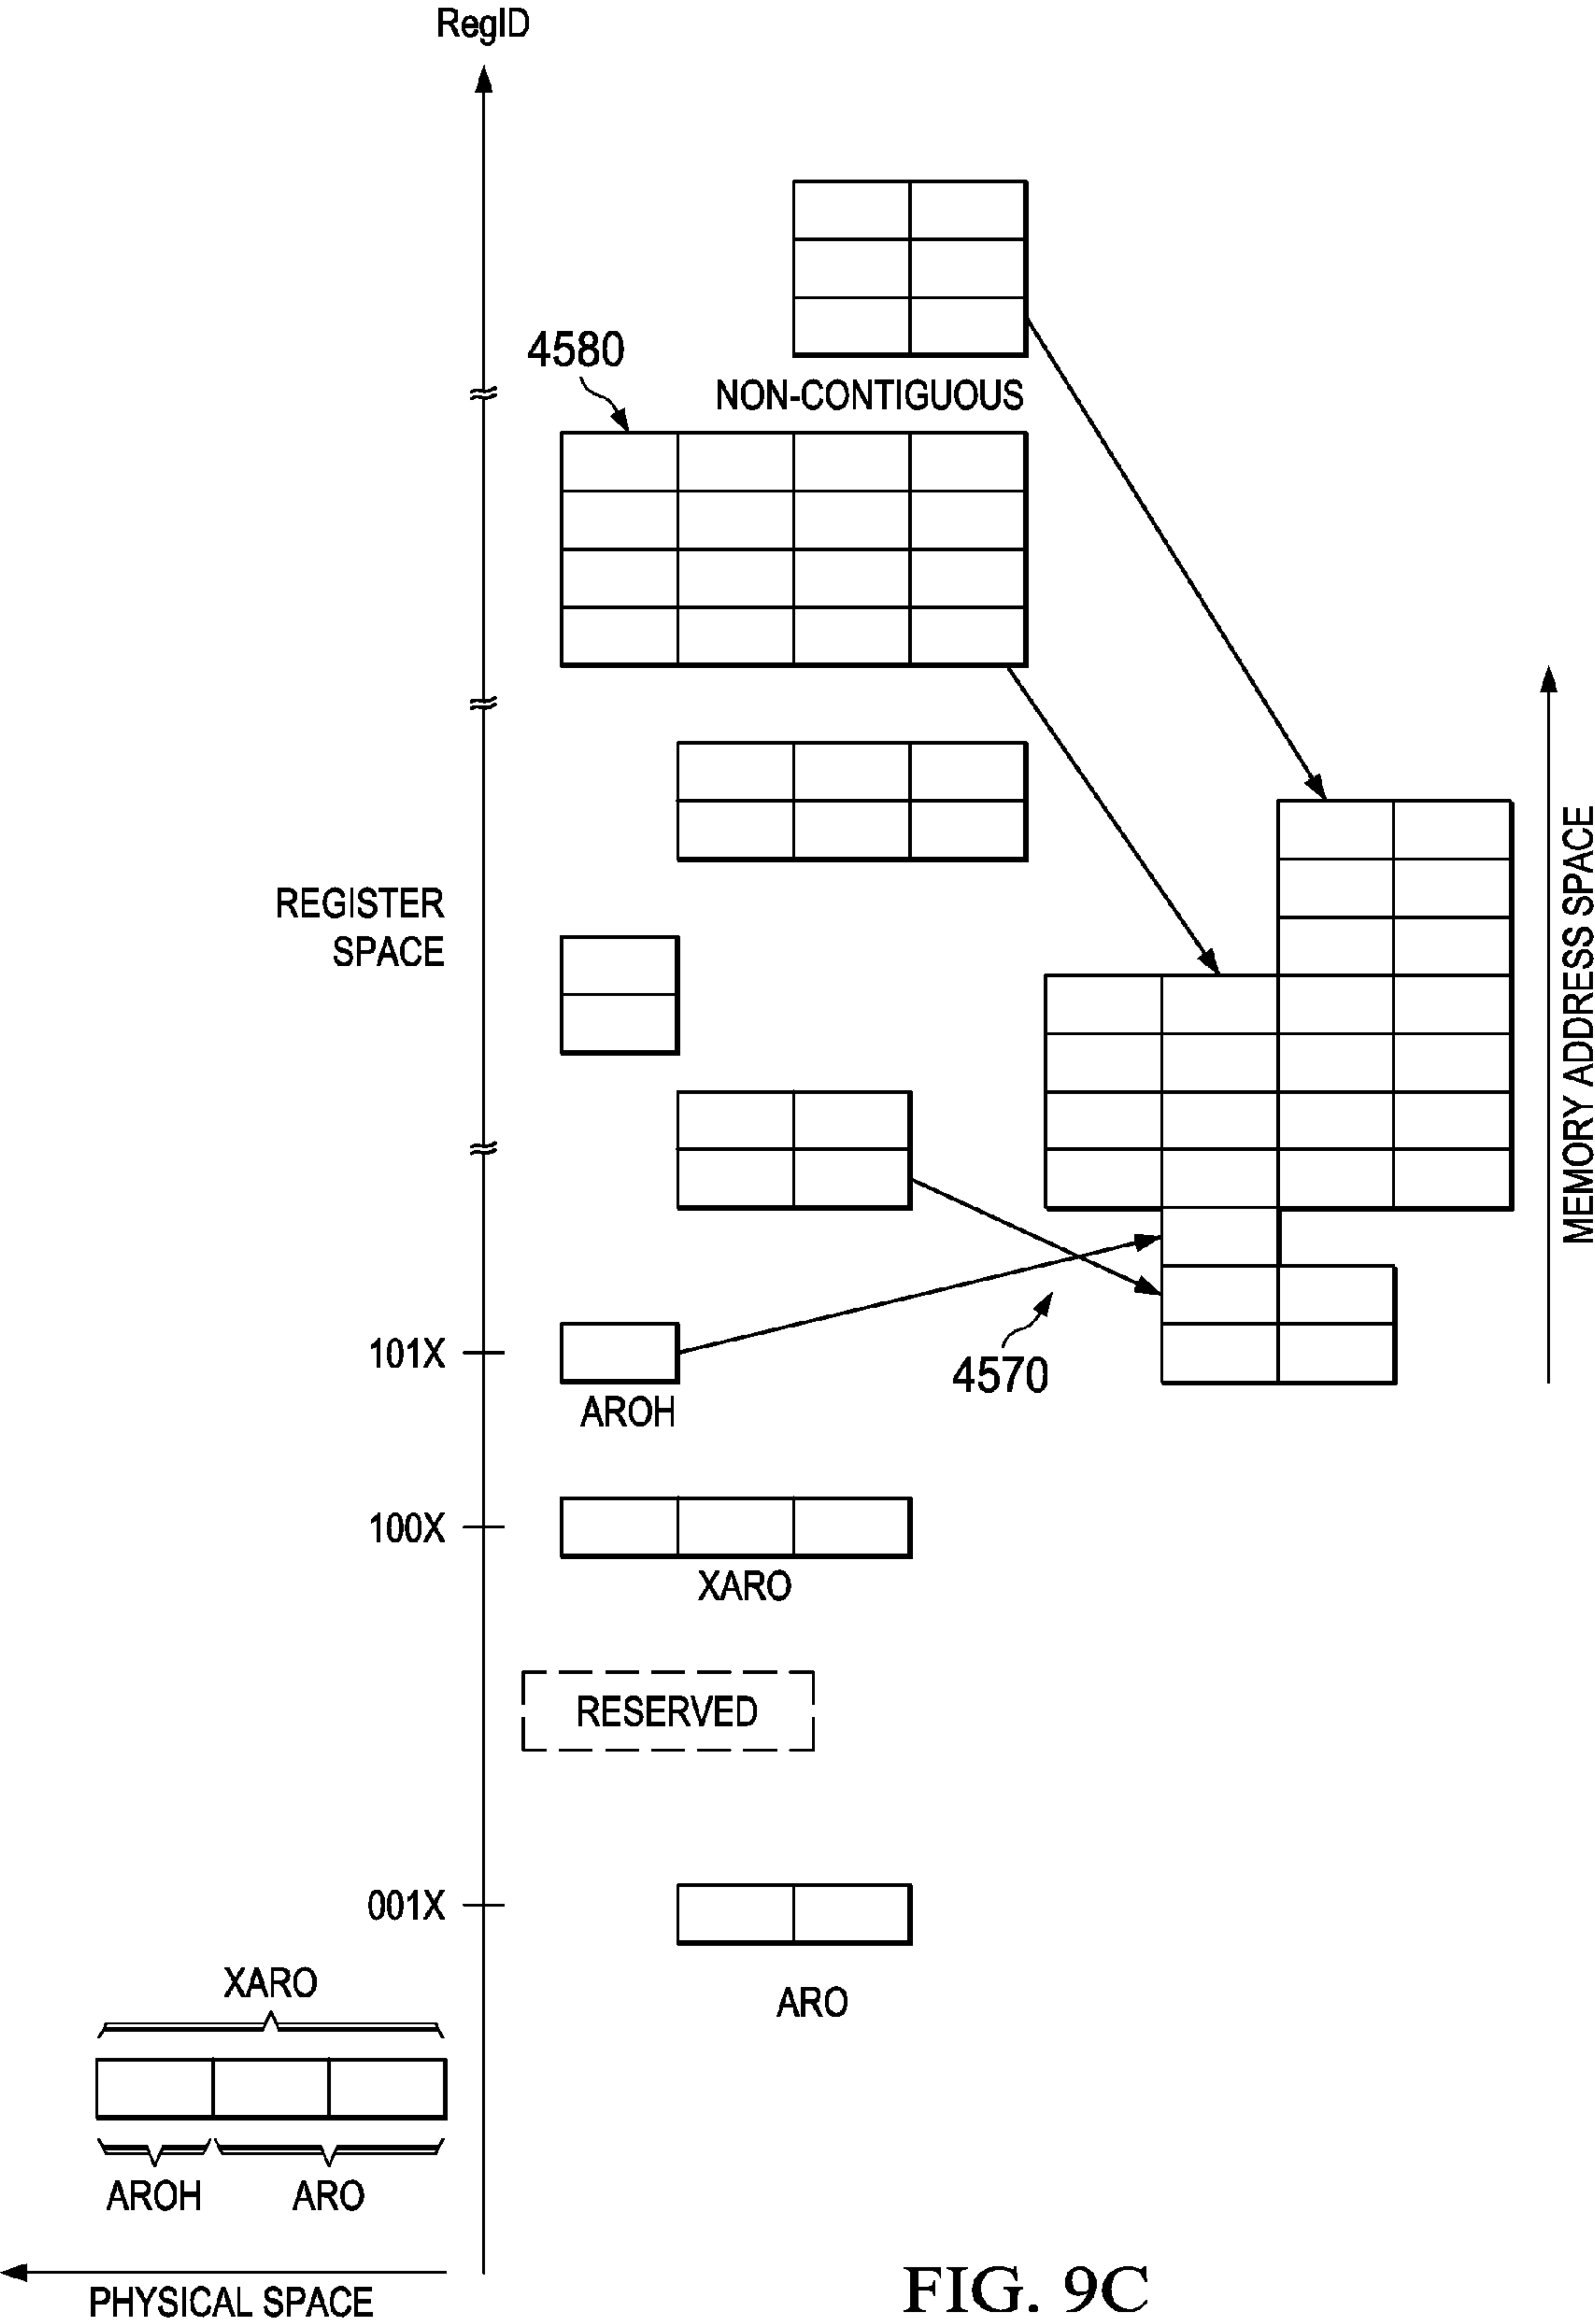 RegID
4580
NON-CONTIGUOUS
REGISTER
SPACE
MEMORY ADDRESS SPACE
101X
4570
AROH
100X
XARO
RESERVED
001X
XARO
ARO
AROH
ARO
PHYSICAL SPACE
FIG. 9C